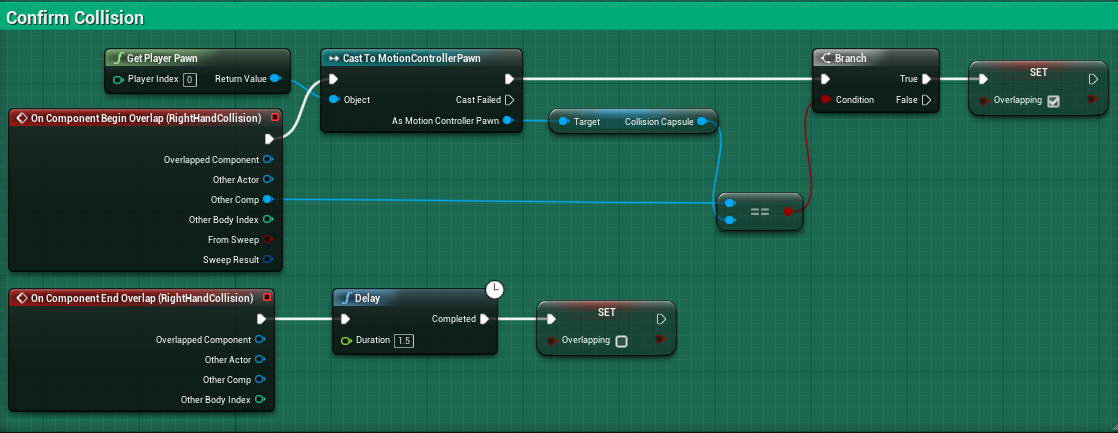 Confirm Collision
f Get Player Pawn
Player Index 0 Return Value
Cast To MotionControllerPawn
Object
Cast Failed
As Motion Controller Pawn
Branch
True
Condition False
SET
Overlapping
On Component Begin Overlap (RightHandCollision)
Overlapped Component
Other Actor
Other Comp
Other Body Index
From Sweep
Sweep Result
Target Collision Capsule
==
On Component End Overlap (RightHandCollision)
Overlapped Component
Other Actor
Other Comp
Other Body Index
f Delay
Completed
Duration 1.5
SET
Overlapping